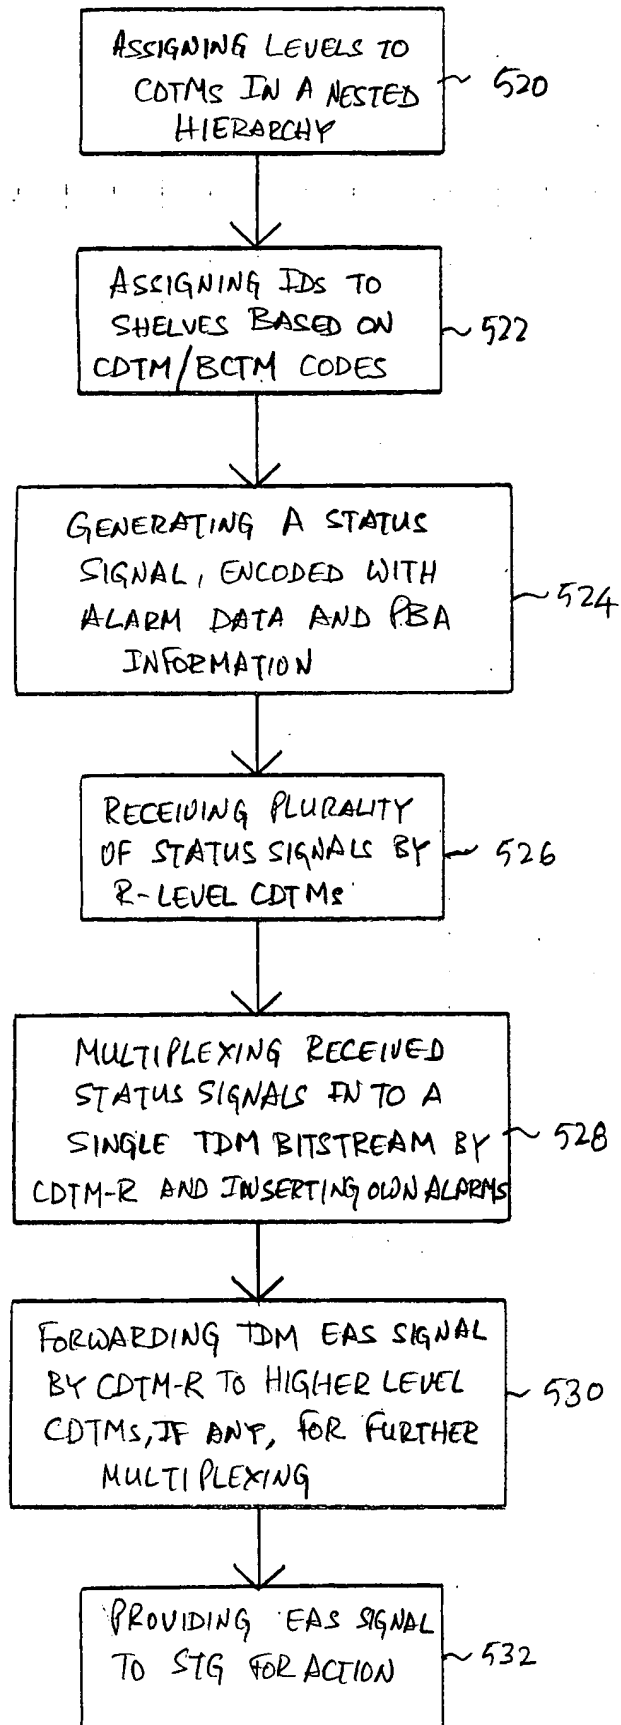 ASSIGNING LEVELS TO
CDTMs IN A NESTED
HIERARCHY
520
ASSIGNING IDs TO
SHELVES BASED ON
CDTM/BCTM CODES
522
GENERATING A STATUS
SIGNAL, ENCODED WITH
ALARM DATA AND PBA
INFORMATION
524
RECEIVING PLURALITY
OF STATUS SIGNALS BY
R-LEVEL CDTMs
526
MULTIPLEXING RECEIVED
STATUS SIGNALS IN TO A
SINGLE TDM BITSTREAM BY
CDTM-R AND INSERTING OWN ALARMS
528
FORWARDING TDM EAS SIGNAL
BY CDTM-R TO HIGHER LEVEL
CDTMs, IF ANY, FOR FURTHER
MULTIPLEXING
530
PROVIDING EAS SIGNAL
TO STG FOR ACTION
532